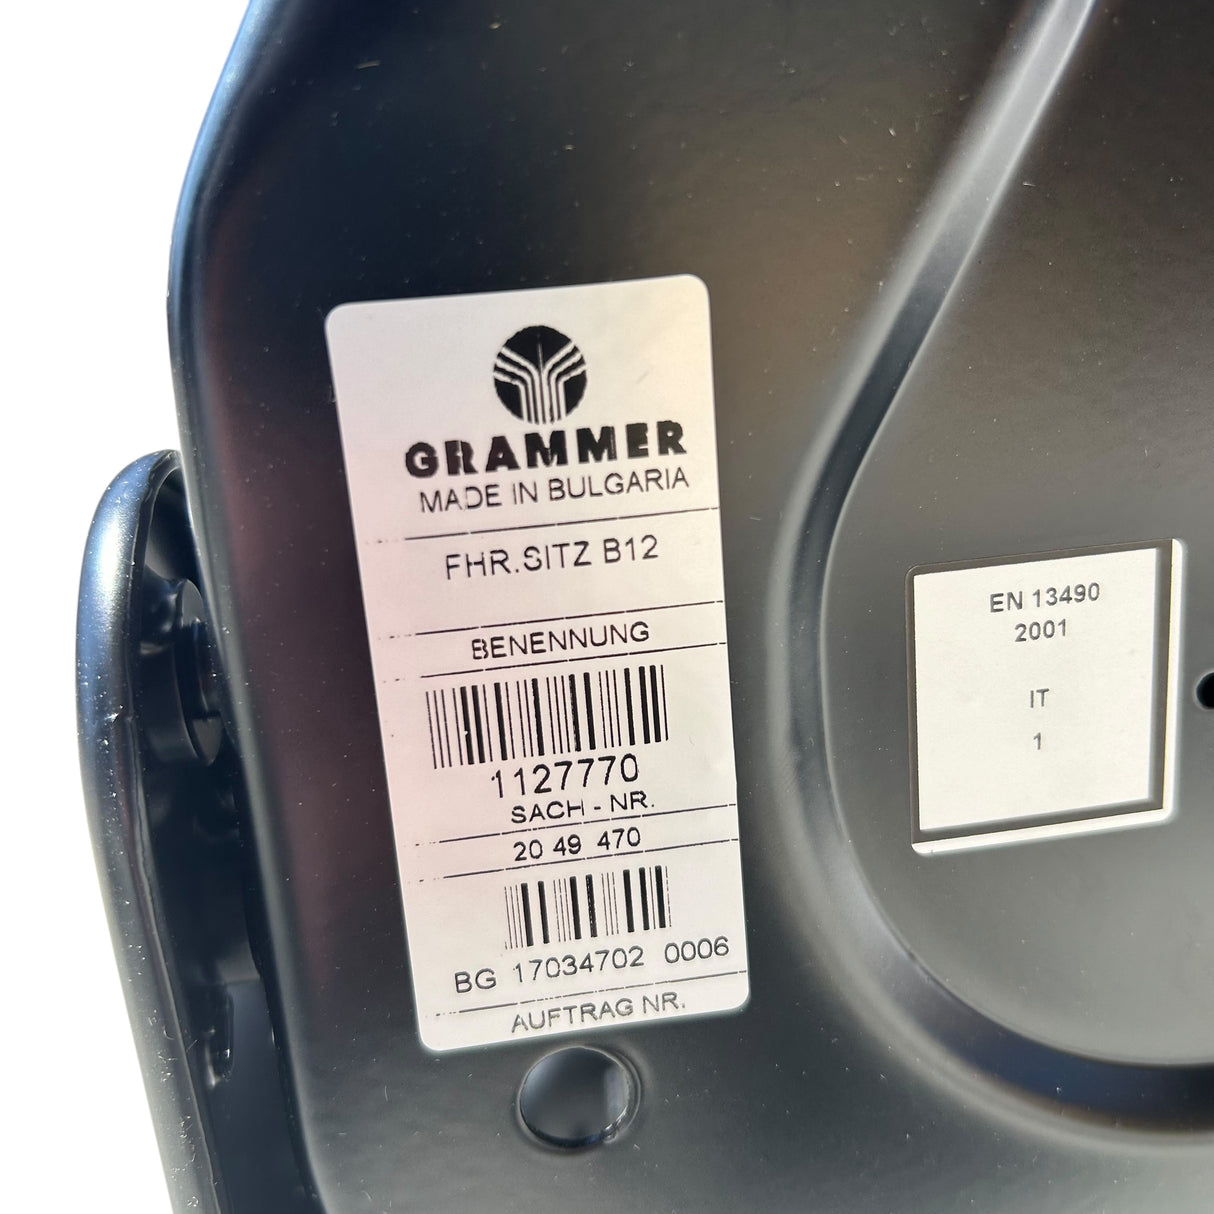 GRAMMER
MADE IN BULGARIA
FHR.SITZ B12
BENENNUNG
1127770
SACH - NR.
20 49 470
BG 17034702 0006
AUFTRAG NR.
EN 13490
2001
IT
1